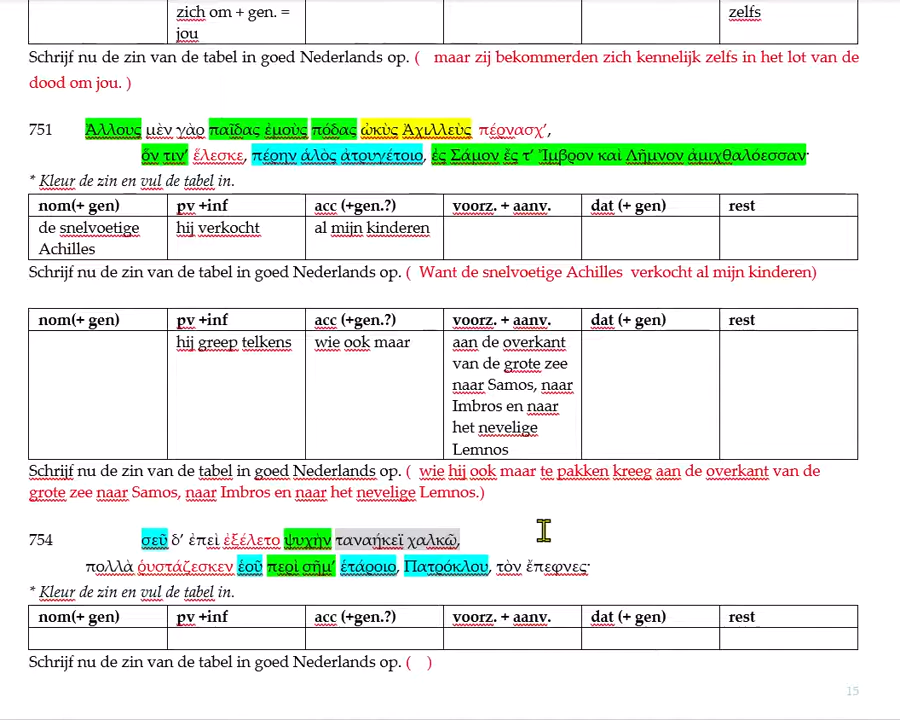 zich om + gen. = zelfs
jou
Schrijf nu de zin van de tabel in goed Nederlands op. ( maar zij bekommerden zich kennelijk zelfs in het lot van de
dood om jou. )
751 Ἄλλους μὲν γὰρ παῖδας ἐμοὺς πόδας ὠκὺς Ἀχιλλεὺς πέρνασχ’,
ὅν τιν’ ἕλεσκε, πέρην ἁλὸς ἀτρυγέτοιο, ἐς Σάμον ἔς τ’ Ἴμβρον καὶ Λῆμνον ἀμιχθαλόεσσαν·
* Kleur de zin en vul de tabel in.
nom(+ gen) pv +inf acc (+gen.?) voorz. + aanv. dat (+ gen) rest
de snelvoetige hij verkocht al mijn kinderen
Achilles
Schrijf nu de zin van de tabel in goed Nederlands op. ( Want de snelvoetige Achilles verkocht al mijn kinderen)
nom(+ gen) pv +inf acc (+gen.?) voorz. + aanv. dat (+ gen) rest
hij greep telkens wie ook maar aan de overkant
van de grote zee
naar Samos, naar
Imbros en naar
het nevelige
Lemnos
Schrijf nu de zin van de tabel in goed Nederlands op. ( wie hij ook maar te pakken kreeg aan de overkant van de
grote zee naar Samos, naar Imbros en naar het nevelige Lemnos.)
754 σεῦ δ’ ἐπεὶ ἐξέλετο ψυχὴν ταναήκεϊ χαλκῷ,
πολλὰ ῥυστάζεσκεν ἑοῦ περὶ σῆμ’ ἑτάροιο, Πατρόκλου, τὸν ἔπεφνες·
* Kleur de zin en vul de tabel in.
nom(+ gen) pv +inf acc (+gen.?) voorz. + aanv. dat (+ gen) rest
Schrijf nu de zin van de tabel in goed Nederlands op. ( )
15